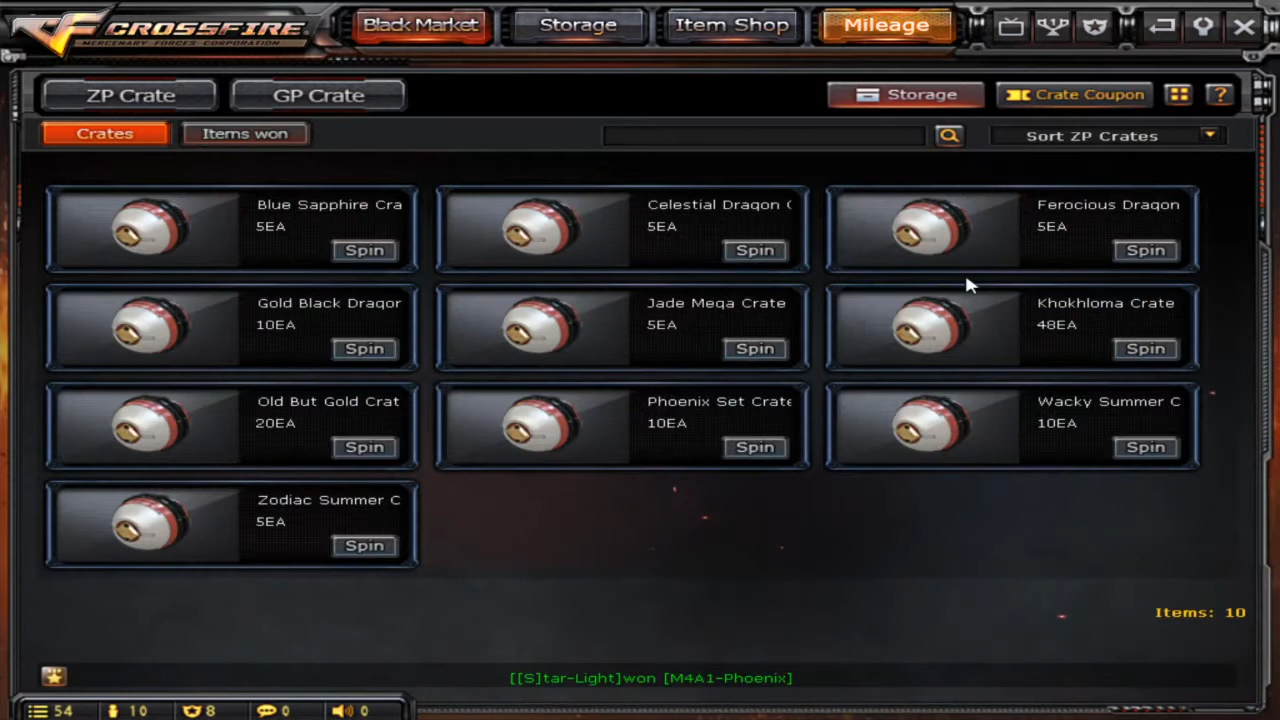 CROSSFIRE
MERCENARY FORCES CORPORATION
Black Market
Storage
Item Shop
Mileage
ZP Crate
GP Crate
Storage
Crate Coupon
?
Crates
Items won
Sort ZP Crates
Blue Sapphire Cra
5EA
Spin
Celestial Dragon C
5EA
Spin
Ferocious Dragon
5EA
Spin
Gold Black Dragor
10EA
Spin
Jade Mega Crate
5EA
Spin
Khokhloma Crate
48EA
Spin
Old But Gold Crat
20EA
Spin
Phoenix Set Crate
10EA
Spin
Wacky Summer C
10EA
Spin
Zodiac Summer C
5EA
Spin
Items: 10
[[S]tar-Light]won [M4A1-Phoenix]
54
10
8
0
0